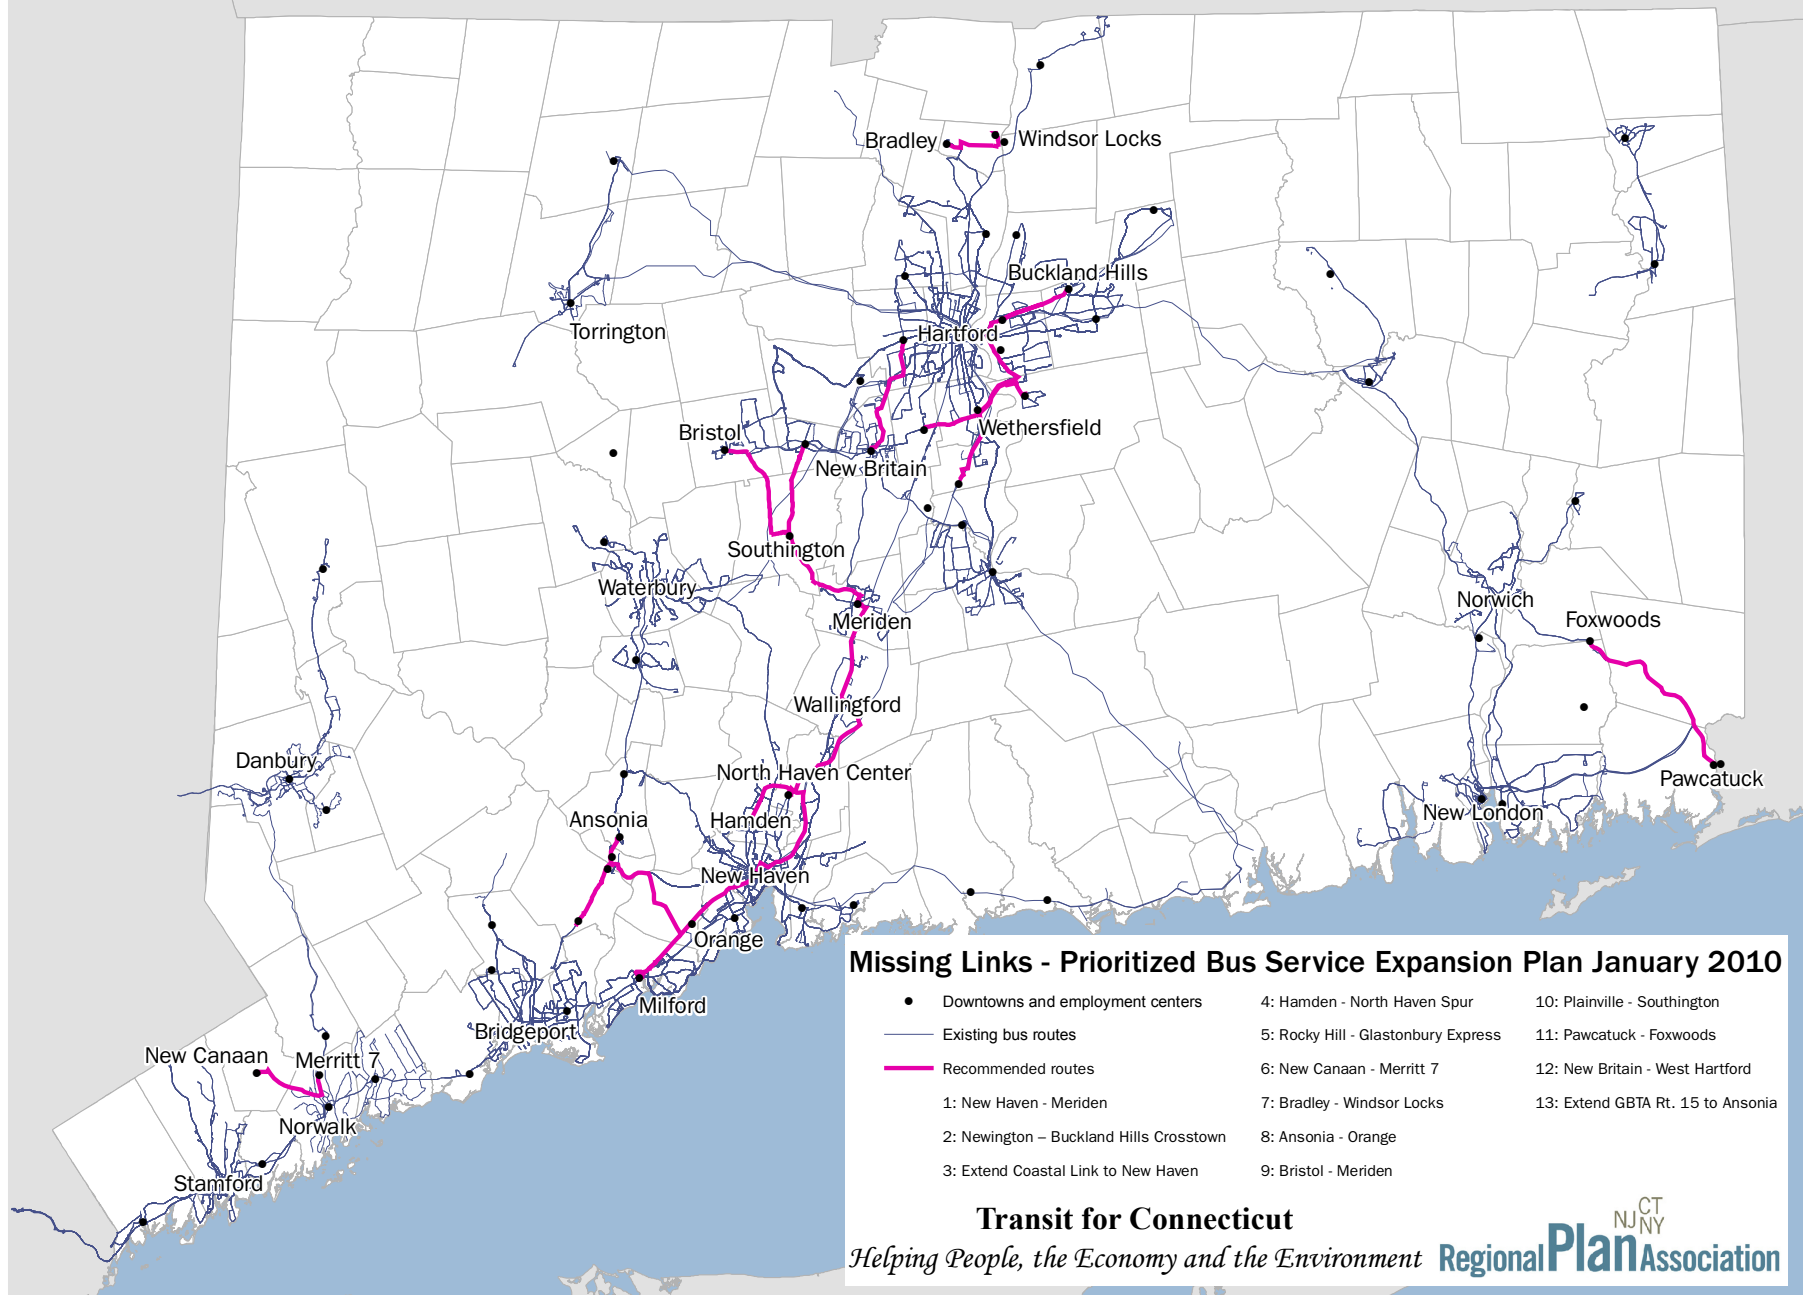 Bradley
Windsor Locks
Buckland Hills
Torrington
Hartford
Bristol
Wethersfield
New Britain
Southington
Waterbury
Norwich
Meriden
Foxwoods
Wallingford
Danbury
North Haven Center
Pawcatuck
Ansonia
Hamden
New London
New Haven
Orange
Milford
Bridgeport
New Canaan
Merritt 7
Norwalk
Stamford
Missing Links - Prioritized Bus Service Expansion Plan January 2010
Downtowns and employment centers
Existing bus routes
Recommended routes
1: New Haven - Meriden
2: Newington – Buckland Hills Crosstown
3: Extend Coastal Link to New Haven
4: Hamden - North Haven Spur
5: Rocky Hill - Glastonbury Express
6: New Canaan - Merritt 7
7: Bradley - Windsor Locks
8: Ansonia - Orange
9: Bristol - Meriden
10: Plainville - Southington
11: Pawcatuck - Foxwoods
12: New Britain - West Hartford
13: Extend GBTA Rt. 15 to Ansonia
Transit for Connecticut
Helping People, the Economy and the Environment
CT
NJ NY
Regional Plan Association